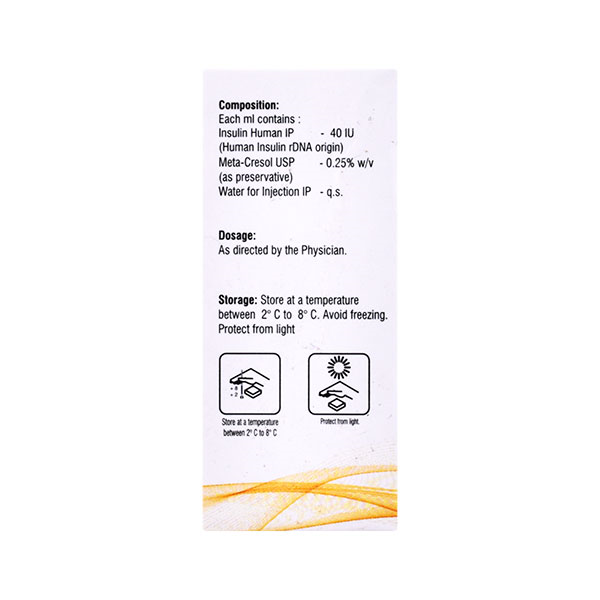 Composition:
Each ml contains :
Insulin Human IP - 40 IU
(Human Insulin rDNA origin)
Meta-Cresol USP - 0.25% w/v
(as preservative)
Water for Injection IP - q.s.
Dosage:
As directed by the Physician.
Storage: Store at a temperature
between 2° C to 8° C. Avoid freezing.
Protect from light
+ 8
+ 2
Store at a temperature
between 2° C to 8° C
Protect from light.